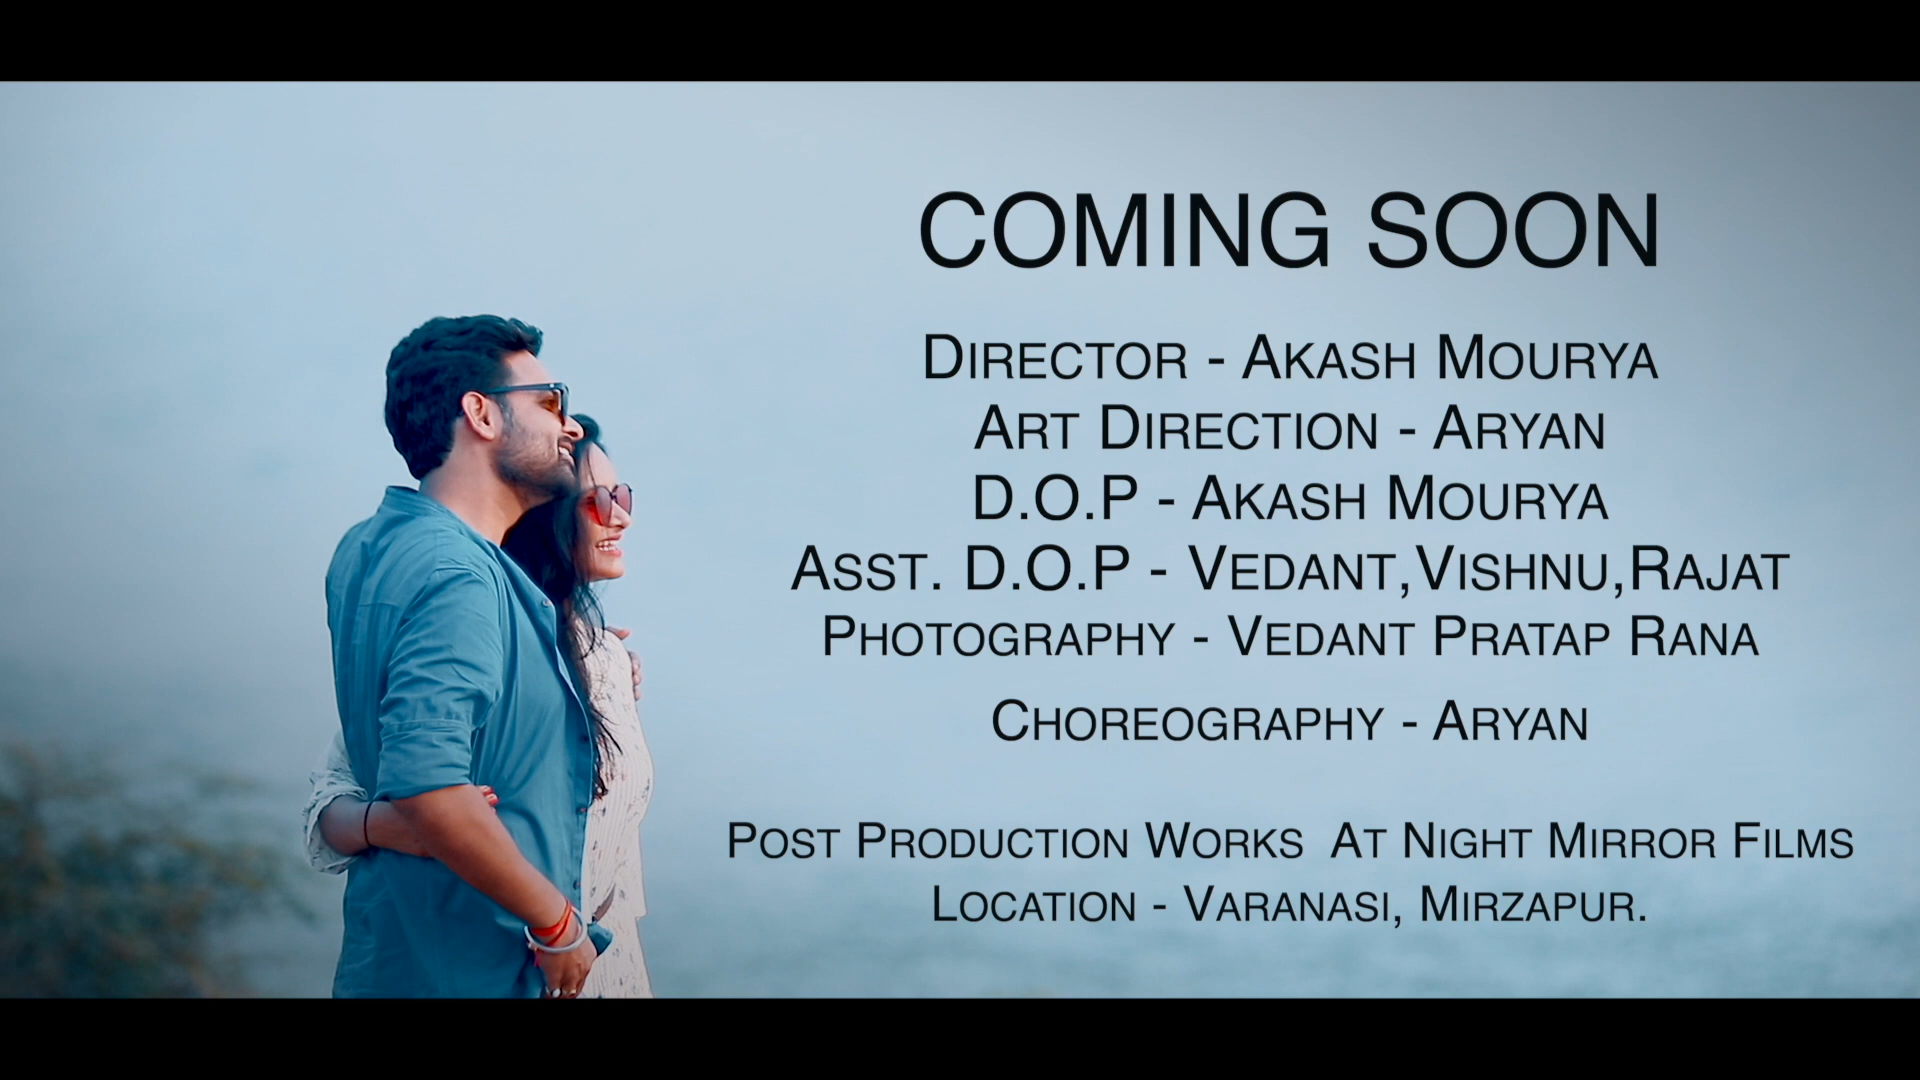 COMING SOON
DIRECTOR - AKASH MOURYA
ART DIRECTION - ARYAN
D.O.P - AKASH MOURYA
ASST. D.O.P - VEDANT,VISHNU,RAJAT
PHOTOGRAPHY - VEDANT PRATAP RANA
CHOREOGRAPHY - ARYAN
POST PRODUCTION WORKS AT NIGHT MIRROR FILMS
LOCATION - VARANASI, MIRZAPUR.